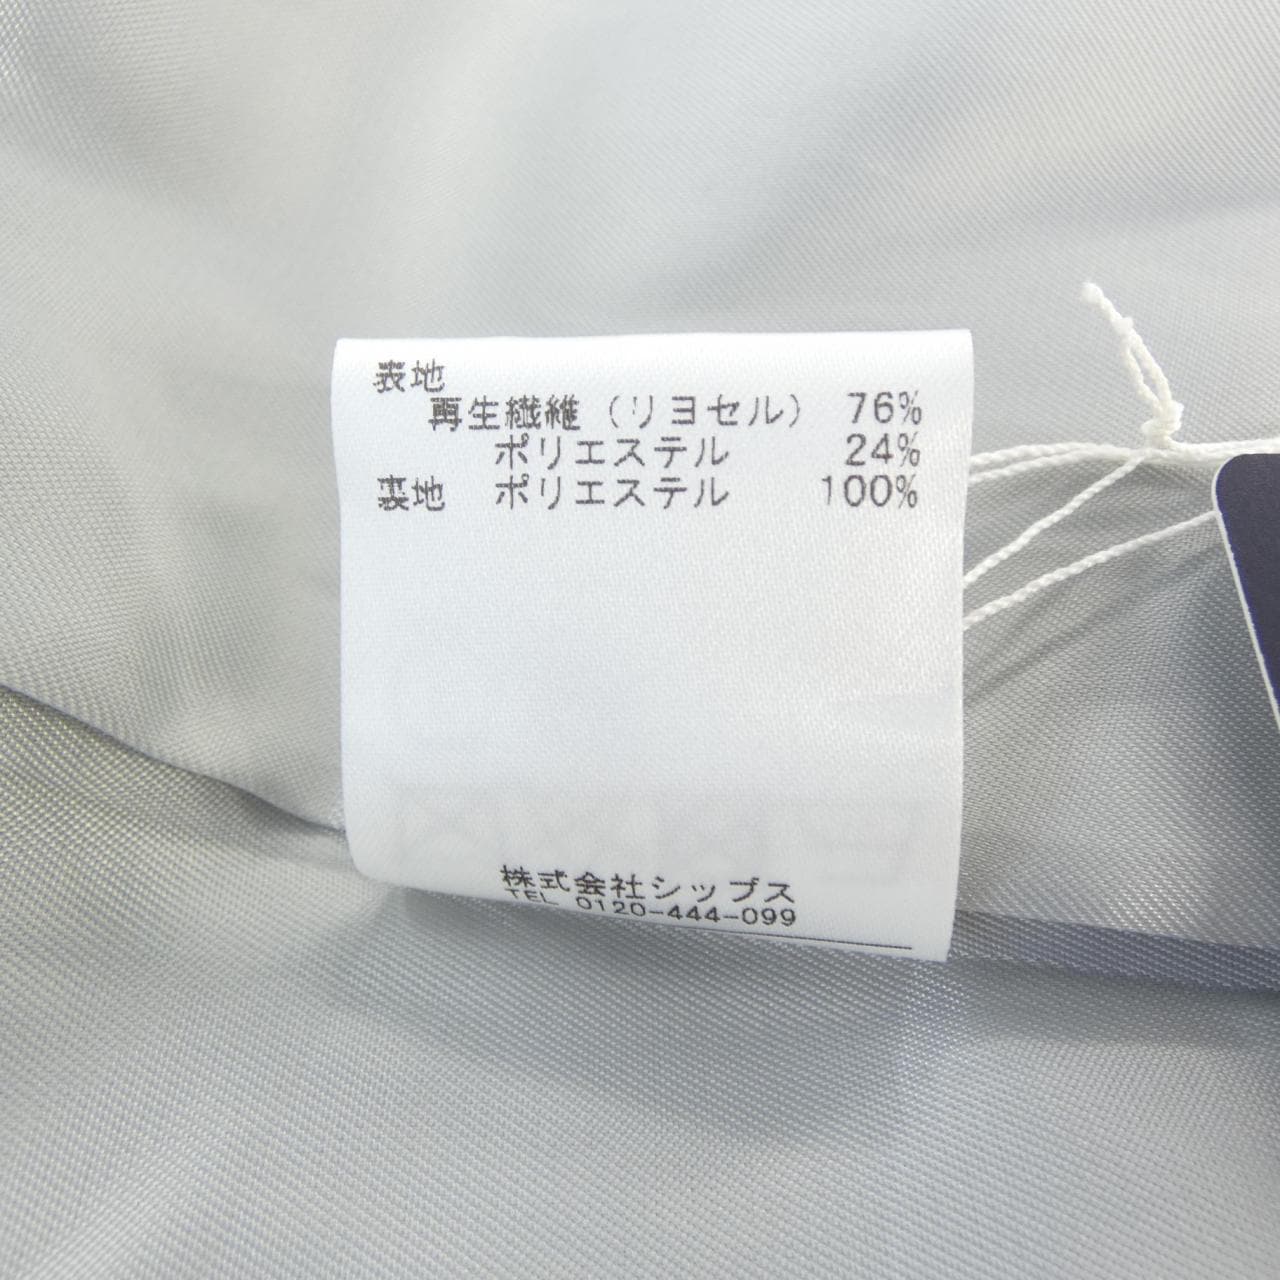 表地
再生繊維（リヨセル） 76%
ポリエステル 24%
裏地 ポリエステル 100%
株式会社シップス
TEL 0120-444-099